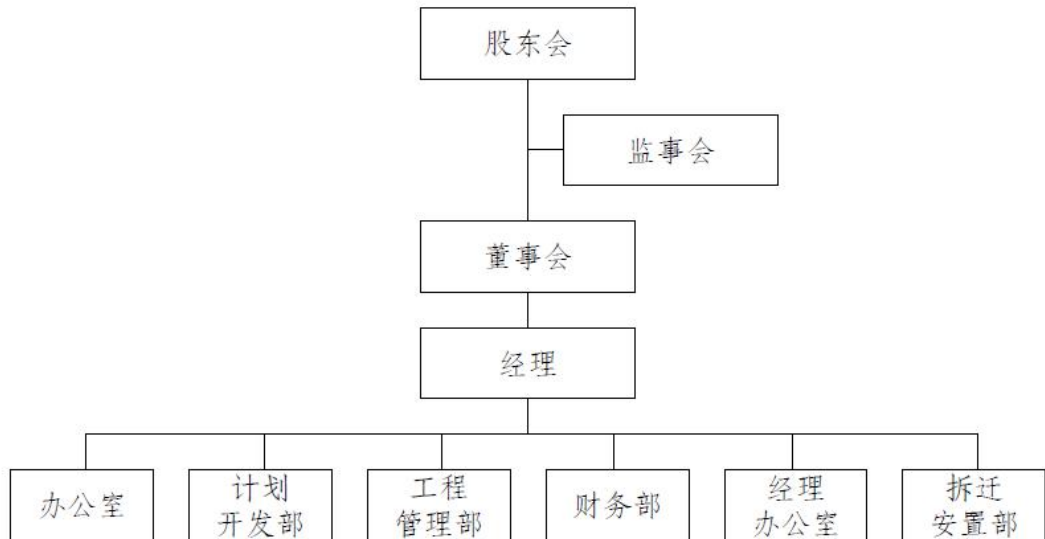 股东会
监事会
董事会
经理
办公室
计划
开发部
工程
管理部
财务部
经理
办公室
拆迁
安置部